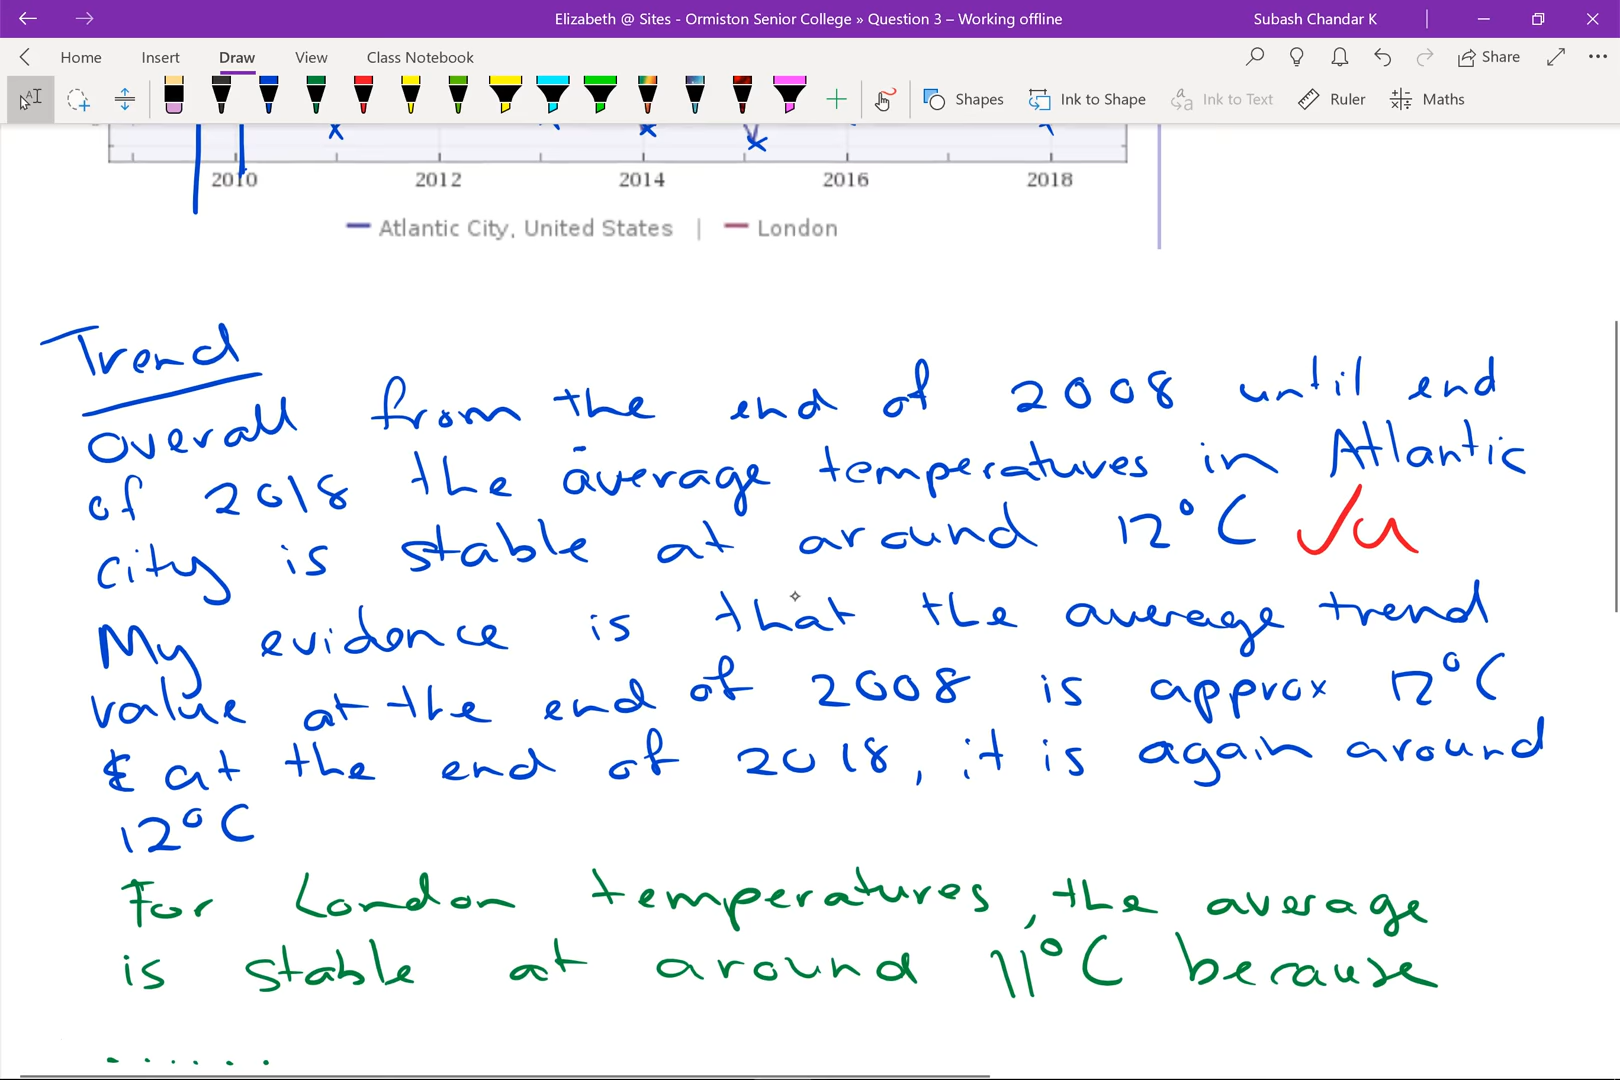 Elizabeth @ Sites - Ormiston Senior College » Question 3 – Working offline
Subash Chandar K
Home Insert Draw View Class Notebook
Share
Shapes Ink to Shape Ink to Text Ruler Maths
2010 2012 2014 2016 2018
Atlantic City, United States | London
Trend
Overall from the end of 2008 until end
of 2018 the average temperatures in Atlantic
city is stable at around 12°C ✓u
My evidence is that the average trend
value at the end of 2008 is approx 12°C
& at the end of 2018, it is again around
12°C
For London temperatures, the average
is stable at around 11°C because
......